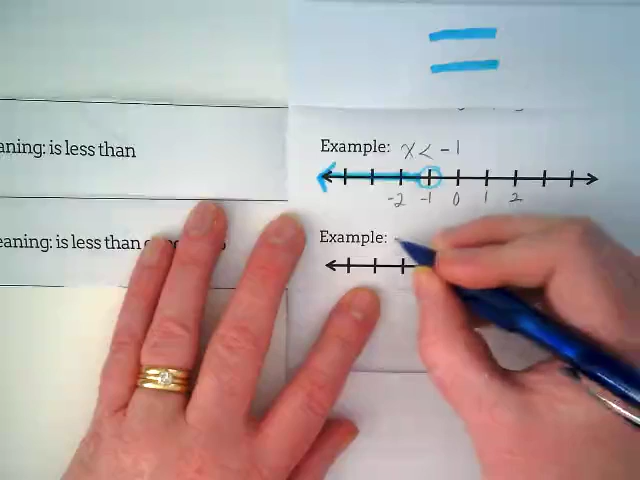 =
eaning: is less than
Example: x < -1
-2 -1 0 1 2
eaning: is less than
Example: